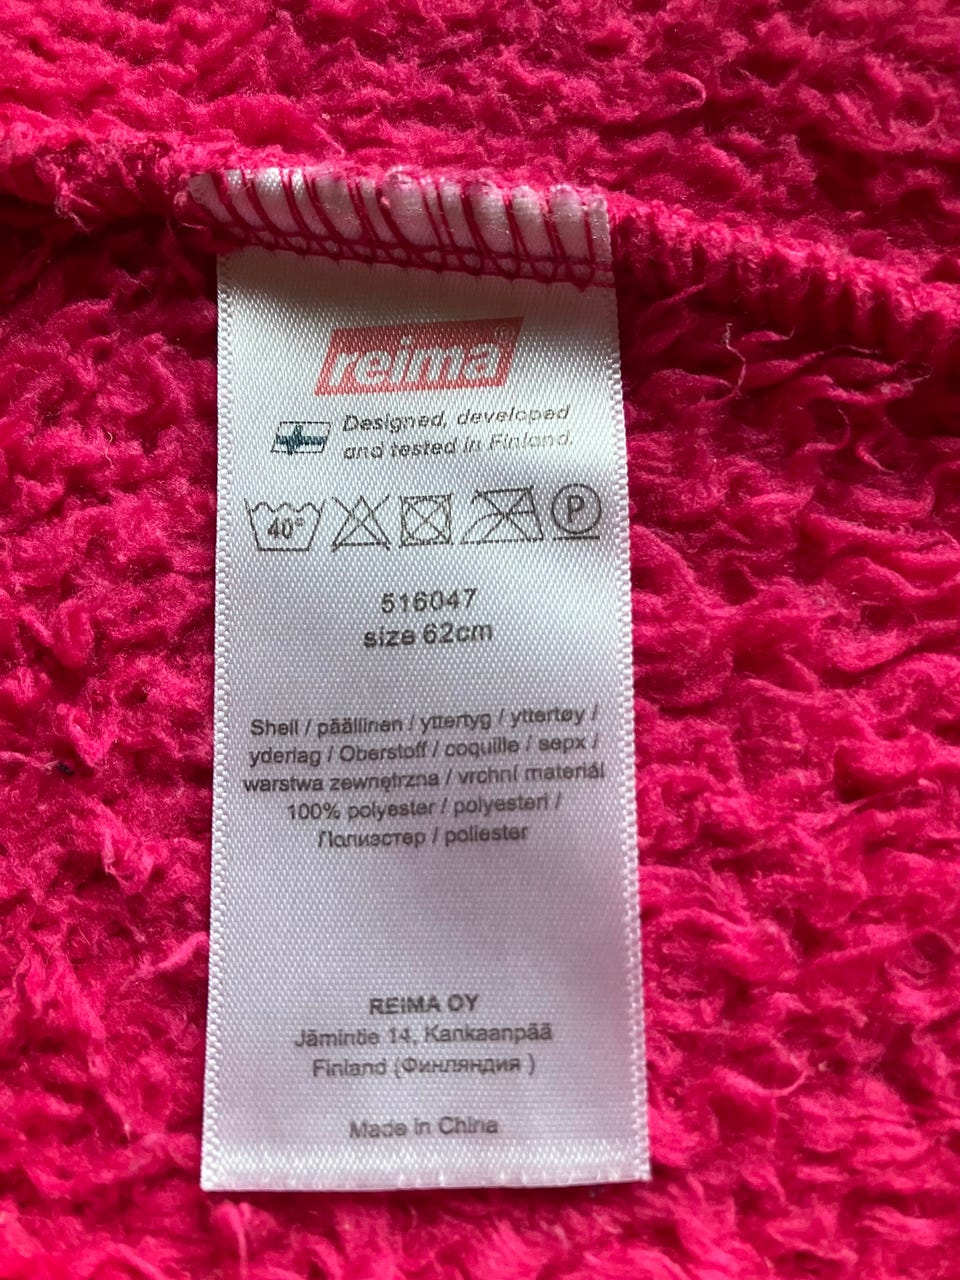 reima®
Designed, developed
and tested in Finland.
40° P
516047
size 62cm
Shell / päällinen / yttertyg / yttertøy /
yderlag / Oberstoff / coquille / верх /
warstwa zewnętrzna / vrchní materiál
100% polyester / polyesteri /
Полиэстер / poliester
REIMA OY
Jämintie 14, Kankaanpää
Finland (Финляндия )
Made in China